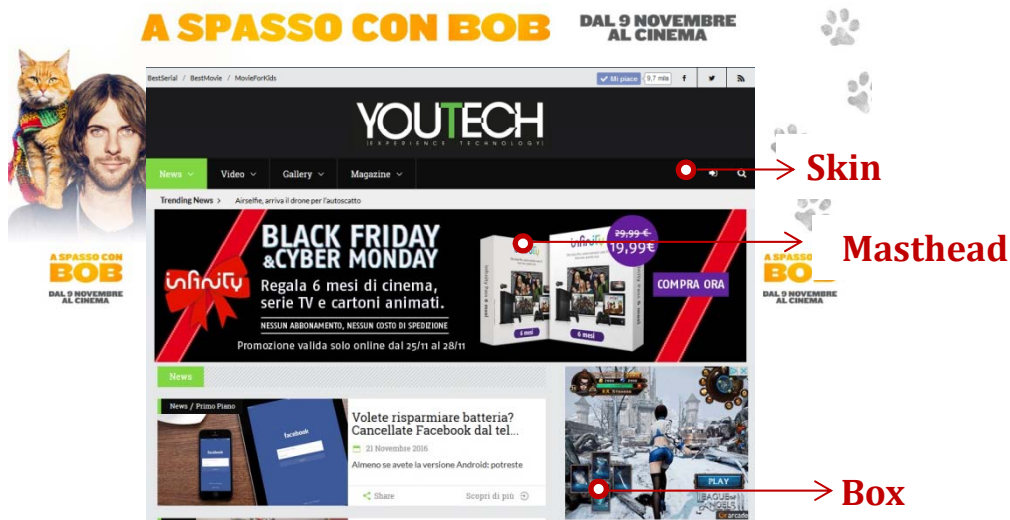 A SPASSO CON BOB
DAL 9 NOVEMBRE
AL CINEMA
BestSerial / BestMovie / MovieForKids
Mi piace 9,7 mila
YOUTECH
|EXPERIENCE TECHNOLOGY|
News Video Gallery Magazine
Skin
Trending News > Airselfie, arriva il drone per l'autoscatto
BLACK FRIDAY
&CYBER MONDAY
infinity
Regala 6 mesi di cinema,
serie TV e cartoni animati.
NESSUN ABBONAMENTO, NESSUN COSTO DI SPEDIZIONE
Promozione valida solo online dal 25/11 al 28/11
infinity
6 mesi
6 mesi
29,99 €
19,99€
COMPRA ORA
Masthead
A SPASSO CON
BOB
DAL 9 NOVEMBRE
AL CINEMA
A SPASSO
BO
DAL 9 NOVEMBRE
AL CINEMA
News
News / Primo Piano
facebook
facebook
Volete risparmiare batteria?
Cancellate Facebook dal tel...
21 Novembre 2016
Almeno se avete la versione Android: potreste
Share
Scopri di più
PLAY
LEAGUE OF
ANGELS
arcade
Box